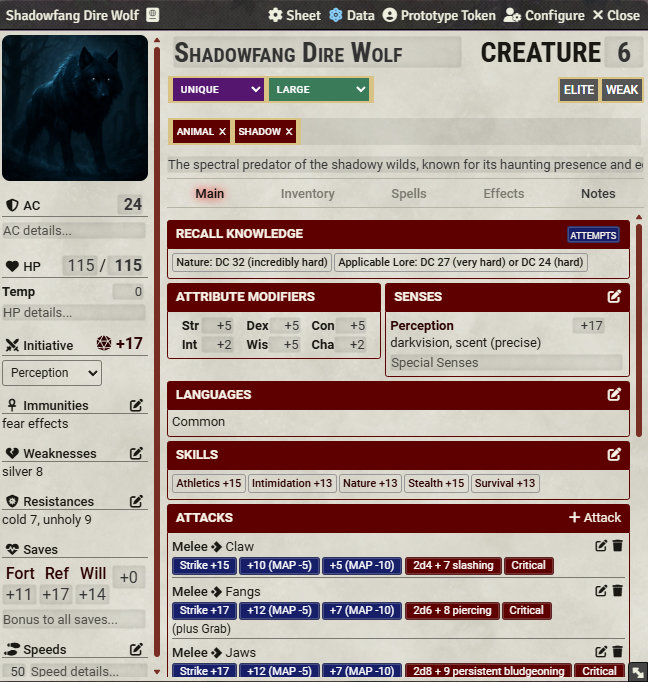 Shadowfang Dire Wolf Sheet Data Prototype Token Configure Close
Shadowfang Dire Wolf CREATURE 6
UNIQUE LARGE ELITE WEAK
ANIMAL X SHADOW X
The spectral predator of the shadowy wilds, known for its haunting presence and
Main Inventory Spells Effects Notes
AC 24
AC details...
HP 115 / 115
Temp 0
HP details...
Initiative +17
Perception
Immunities
fear effects
Weaknesses
silver 8
Resistances
cold 7, unholy 9
Saves
Fort Ref Will +0
+11 +17 +14
Bonus to all saves...
Speeds
50 Speed details...
RECALL KNOWLEDGE ATTEMPTS
Nature: DC 32 (incredibly hard) Applicable Lore: DC 27 (very hard) or DC 24 (hard)
ATTRIBUTE MODIFIERS
Str +5 Dex +5 Con +5
Int +2 Wis +5 Cha +2
SENSES
Perception +17
darkvision, scent (precise)
Special Senses
LANGUAGES
Common
SKILLS
Athletics +15 Intimidation +13 Nature +13 Stealth +15 Survival +13
ATTACKS + Attack
Melee Claw
Strike +15 +10 (MAP -5) +5 (MAP -10) 2d4 + 7 slashing Critical
Melee Fangs
Strike +17 +12 (MAP -5) +7 (MAP -10) 2d6 + 8 piercing Critical
(plus Grab)
Melee Jaws
Strike +17 +12 (MAP -5) +7 (MAP -10) 2d8 + 9 persistent bludgeoning Critical